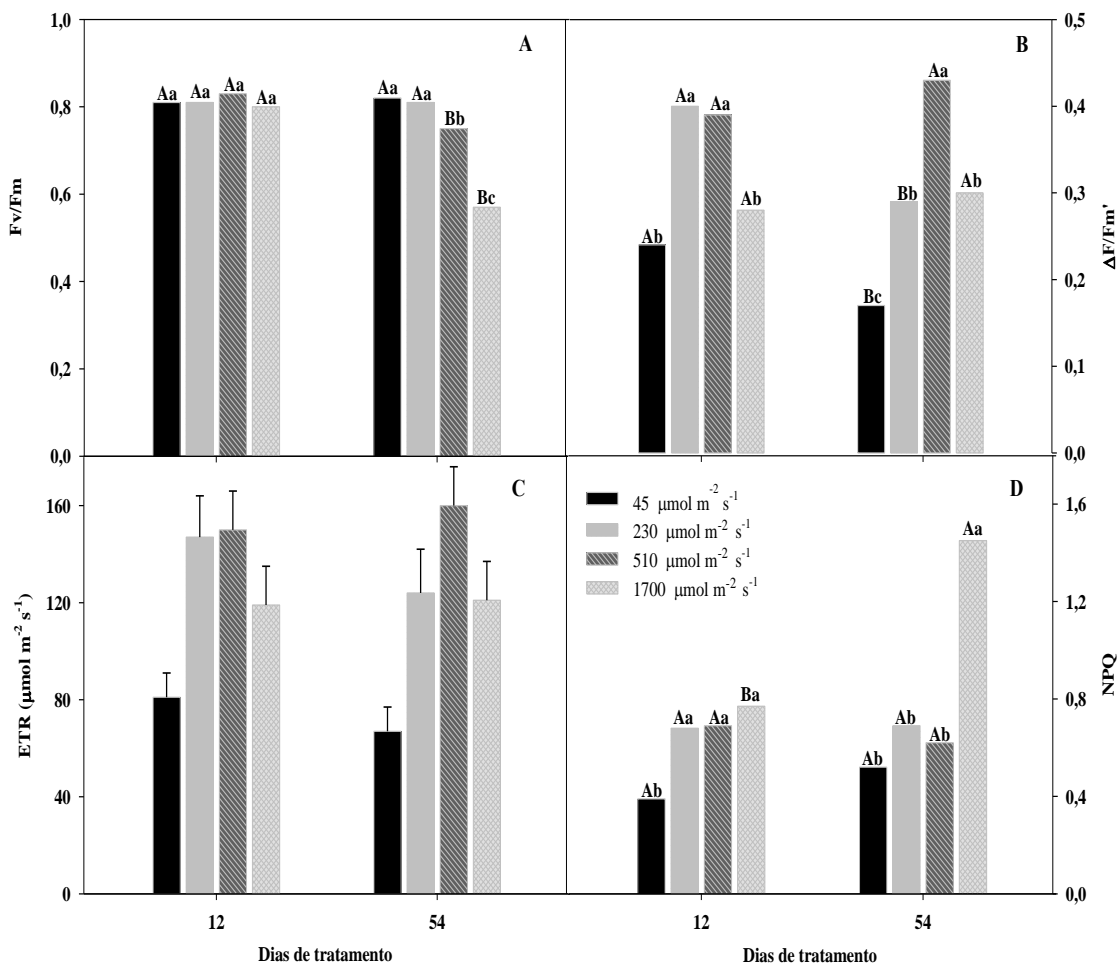 A
Fv/Fm
1,0
0,8
0,6
0,4
0,2
0,0
Aa Aa Aa Aa
Aa Aa Bb Bc
B
ΔF/Fm'
0,5
0,4
0,3
0,2
0,1
0,0
Ab Aa Aa Ab
Bc Bb Aa Ab
C
ETR (μmol m⁻² s⁻¹)
160
120
80
40
0
12 54
Dias de tratamento
D
45 μmol m⁻² s⁻¹
230 μmol m⁻² s⁻¹
510 μmol m⁻² s⁻¹
1700 μmol m⁻² s⁻¹
NPQ
1,6
1,2
0,8
0,4
0,0
Ab Aa Aa Ba
Ab Ab Ab Aa
12 54
Dias de tratamento